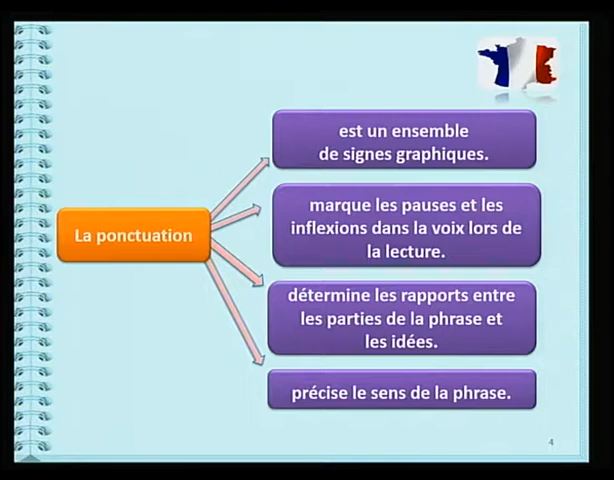 est un ensemble
de signes graphiques.
La ponctuation
marque les pauses et les
inflexions dans la voix lors de
la lecture.
détermine les rapports entre
les parties de la phrase et
les idées.
précise le sens de la phrase.
4